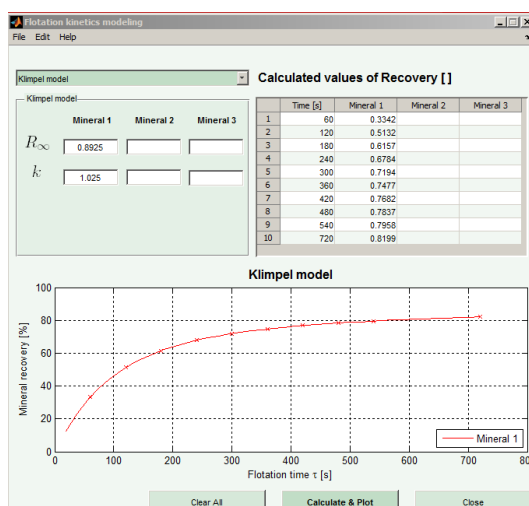 Flotation kinetics modeling
File Edit Help
Klimpel model
Calculated values of Recovery [ ]
Klimpel model
Mineral 1 Mineral 2 Mineral 3
R∞ 0.8925
k 1.025
Time [s] Mineral 1 Mineral 2 Mineral 3
1 60 0.3342
2 120 0.5132
3 180 0.6157
4 240 0.6784
5 300 0.7194
6 360 0.7477
7 420 0.7682
8 480 0.7837
9 540 0.7958
10 720 0.8199
Klimpel model
Mineral recovery [%]
100
80
60
40
20
0
0 100 200 300 400 500 600 700 80
Flotation time τ [s]
Mineral 1
Clear All Calculate & Plot Close